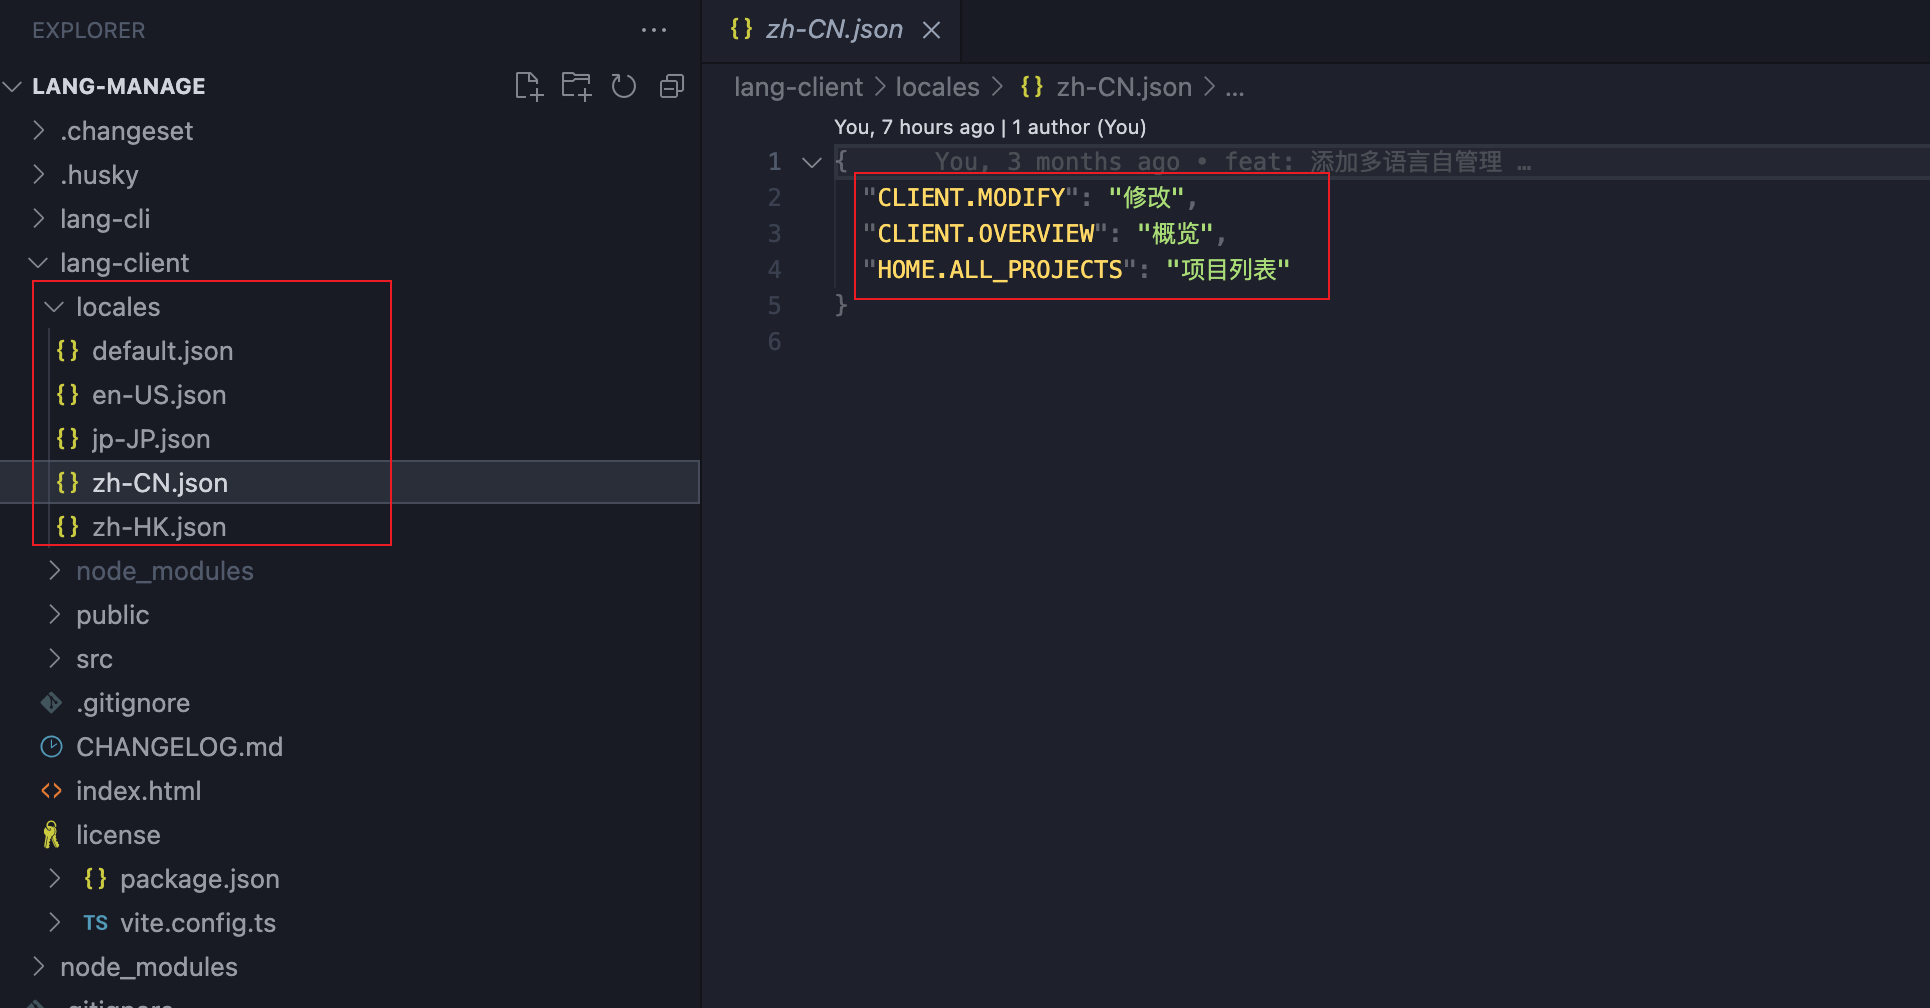 EXPLORER
LANG-MANAGE
.changeset
.husky
lang-cli
lang-client
locales
{} default.json
{} en-US.json
{} jp-JP.json
{} zh-CN.json
{} zh-HK.json
node_modules
public
src
.gitignore
CHANGELOG.md
<> index.html
license
{} package.json
TS vite.config.ts
node_modules
.gitignore
{} zh-CN.json
lang-client > locales > {} zh-CN.json > ...
You, 7 hours ago | 1 author (You)
1 { You, 3 months ago • feat: 添加多语言自管理 …
2 "CLIENT.MODIFY": "修改",
3 "CLIENT.OVERVIEW": "概览",
4 "HOME.ALL_PROJECTS": "项目列表"
5 }
6